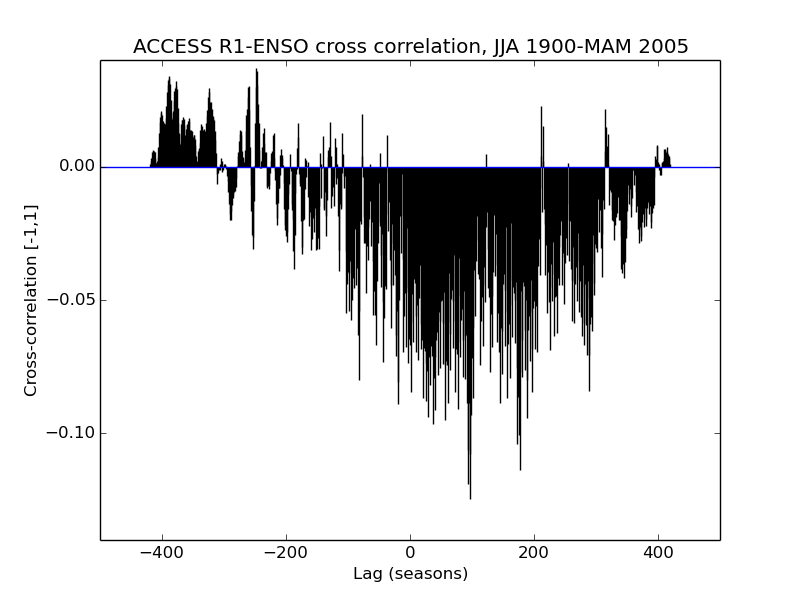 ACCESS R1-ENSO cross correlation, JJA 1900-MAM 2005
0.00
−0.05
−0.10
Cross-correlation [-1,1]
−400
−200
0
200
400
Lag (seasons)